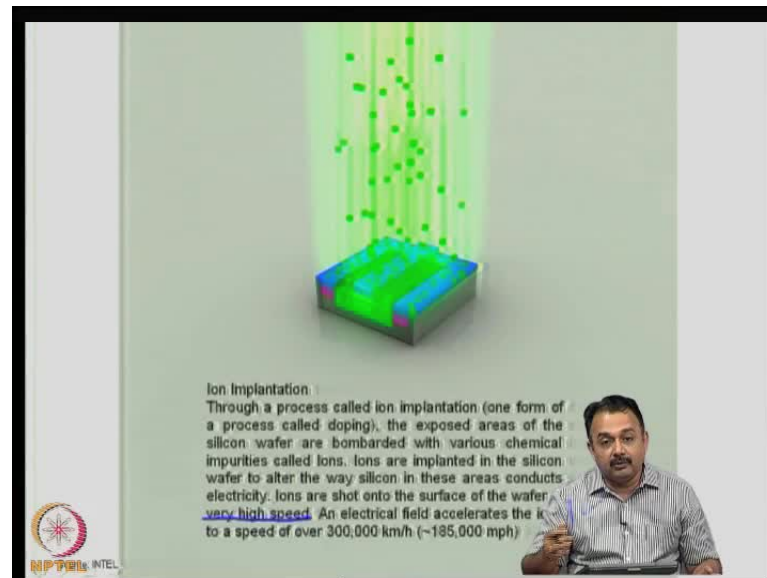 Ion Implantation
Through a process called ion implantation (one form of
a process called doping), the exposed areas of the
silicon wafer are bombarded with various chemical
impurities called Ions. Ions are implanted in the silicon
wafer to alter the way silicon in these areas conducts
electricity. Ions are shot onto the surface of the wafer
very high speed. An electrical field accelerates the
to a speed of over 300,000 km/h (~185,000 mph)
NPTEL INTEL